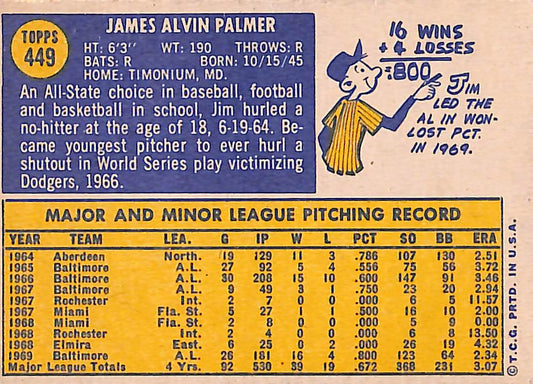 TOPPS
449
JAMES ALVIN PALMER
HT: 6'3" WT: 190 THROWS: R
BATS: R BORN: 10/15/45
HOME: TIMONIUM, MD.
An All-State choice in baseball, football
and basketball in school, Jim hurled a
no-hitter at the age of 18, 6-19-64. Be-
came youngest pitcher to ever hurl a
shutout in World Series play victimizing
Dodgers, 1966.
16 WINS
+ 4 LOSSES
.800
JIM
LED THE
AL IN WON-
LOST PCT.
IN 1969.
MAJOR AND MINOR LEAGUE PITCHING RECORD
YEAR TEAM LEA. G IP W L PCT SO BB ERA
1964 Aberdeen North. 19 129 11 3 .786 107 130 2.51
1965 Baltimore A.L. 27 92 5 4 .556 75 56 3.72
1966 Baltimore A.L. 30 208 15 10 .600 147 91 3.46
1967 Baltimore A.L. 9 49 3 1 .750 23 20 2.94
1967 Rochester Int. 2 7 0 0 .000 6 5 11.57
1967 Miami Fla. St. 5 27 1 1 .500 16 10 2.00
1968 Miami Fla. St. 2 8 0 0 .000 5 9 0.00
1968 Rochester Int. 2 4 0 0 .000 6 8 13.50
1968 Elmira East. 6 25 0 2 .000 26 19 4.32
1969 Baltimore A.L. 26 181 16 4 .800 123 64 2.34
Major League Totals 4 Yrs. 92 530 39 19 .672 368 231 3.07
© T.C.G. PRTD. IN U.S.A.